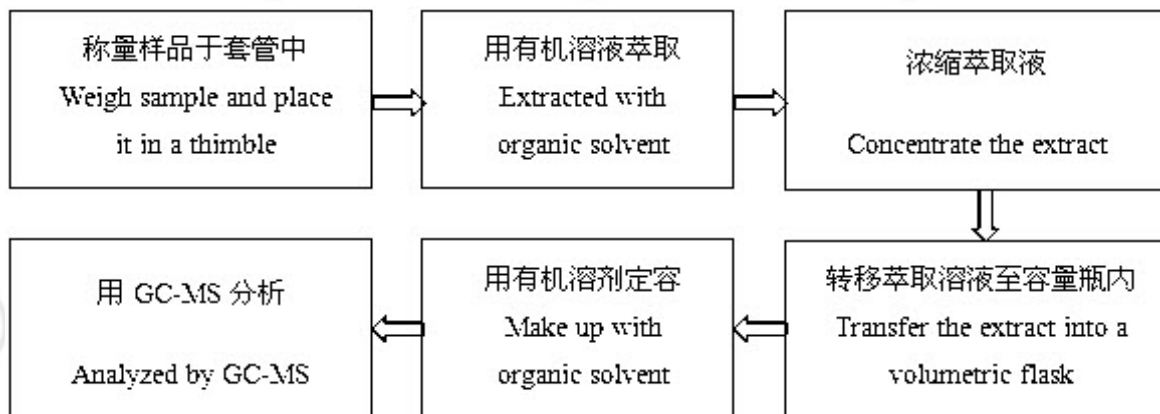 称量样品于套管中
Weigh sample and place
it in a thimble
用有机溶液萃取
Extracted with
organic solvent
浓缩萃取液
Concentrate the extract
转移萃取溶液至容量瓶内
Transfer the extract into a
volumetric flask
用有机溶剂定容
Make up with
organic solvent
用 GC-MS 分析
Analyzed by GC-MS